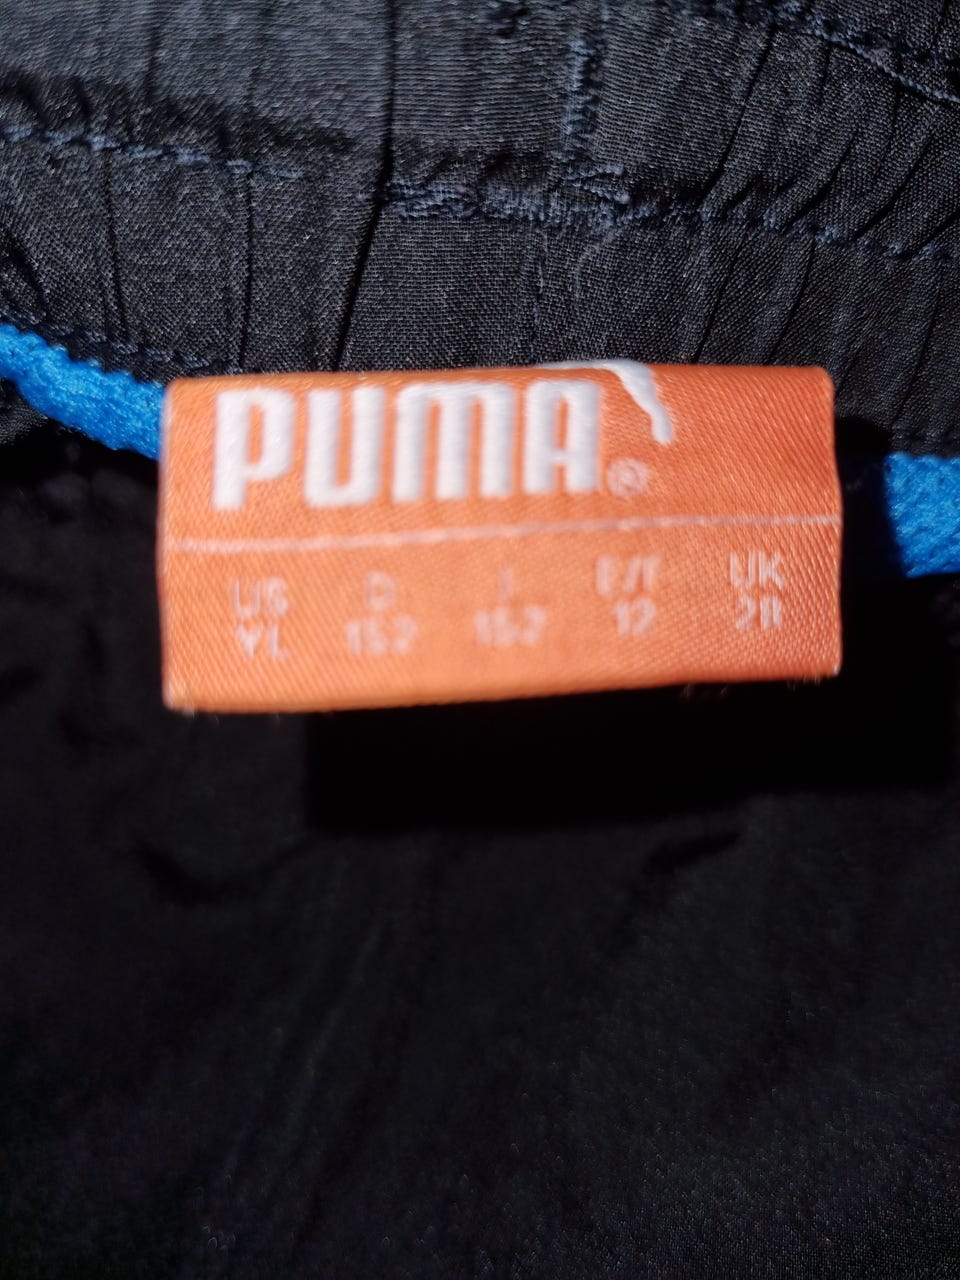 PUMA®
US D I E/F UK
YL 152 152 12 28